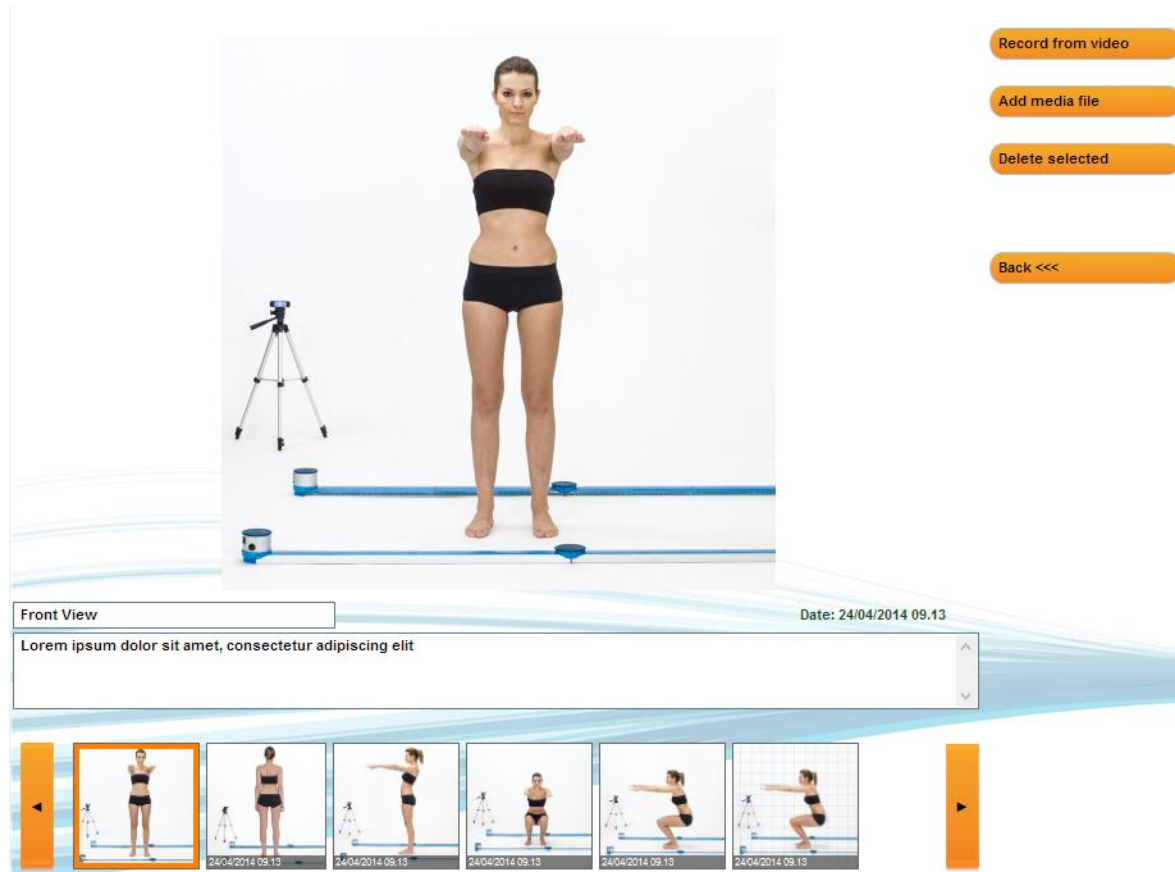 Record from video
Add media file
Delete selected
Back <<<
Front View
Date: 24/04/2014 09.13
Lorem ipsum dolor sit amet, consectetur adipiscing elit
24/04/2014 09.13
24/04/2014 09.13
24/04/2014 09.13
24/04/2014 09.13
24/04/2014 09.13